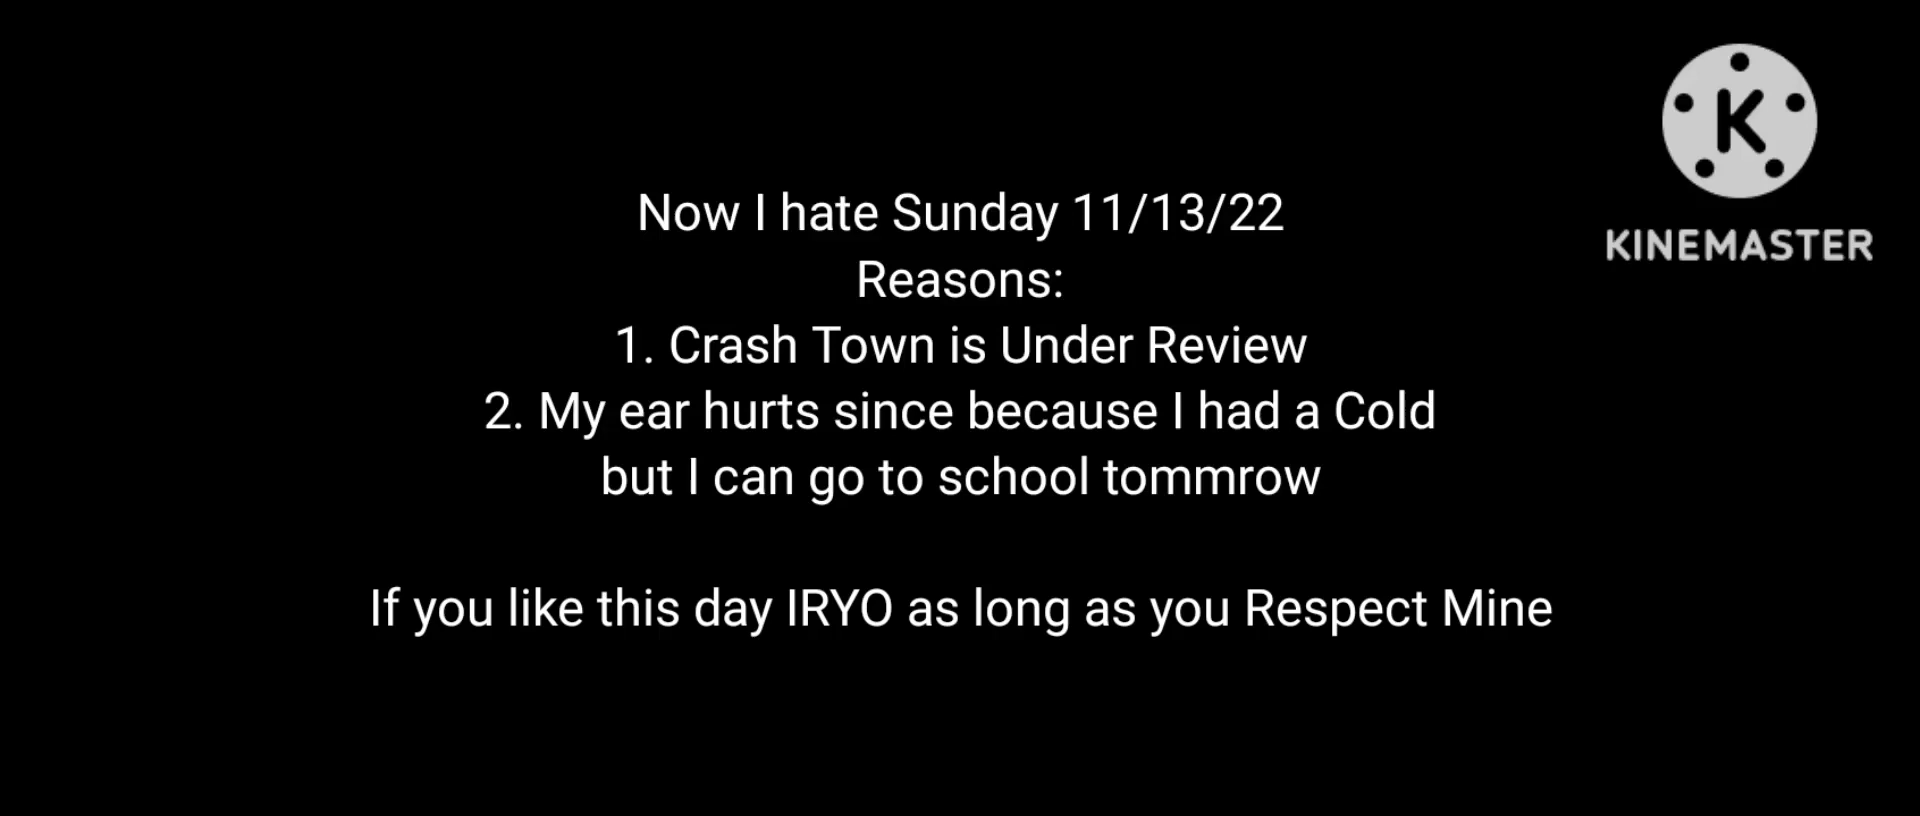 Now I hate Sunday 11/13/22
Reasons:
1. Crash Town is Under Review
2. My ear hurts since because I had a Cold
but I can go to school tommrow
If you like this day IRYO as long as you Respect Mine
K
KINEMASTER